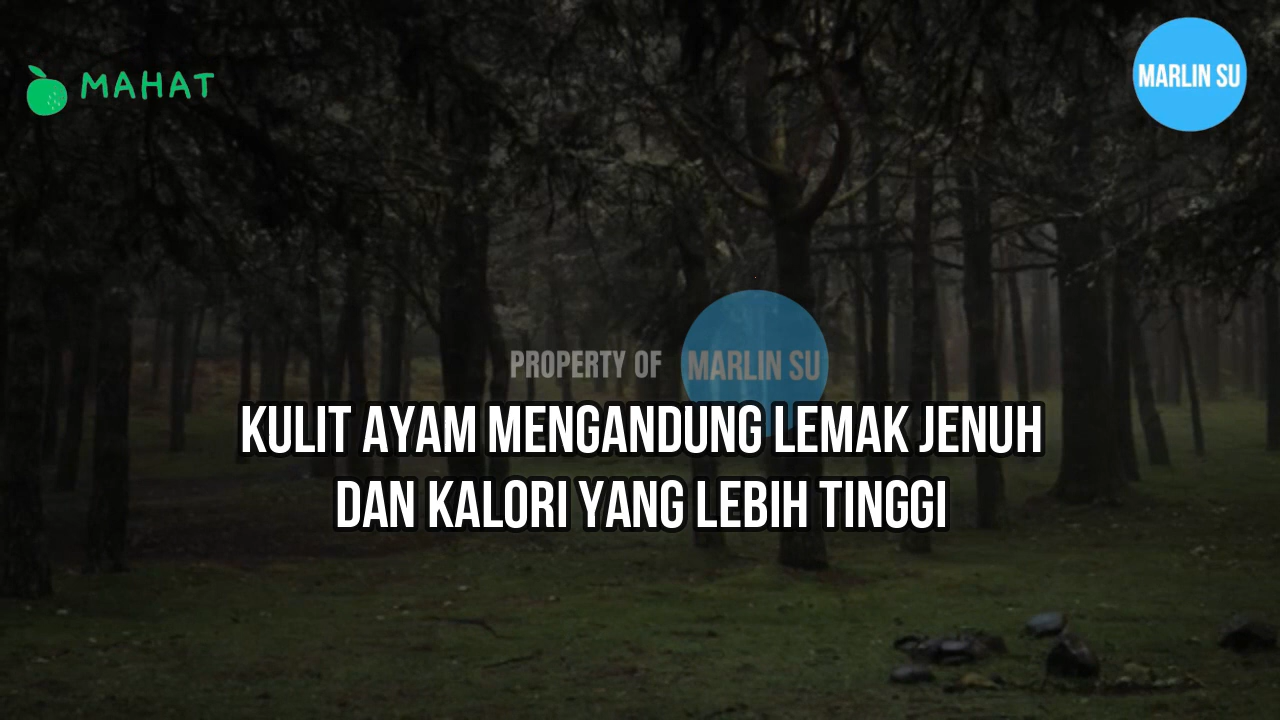 MAHAT
MARLIN SU
PROPERTY OF MARLIN SU
KULIT AYAM MENGANDUNG LEMAK JENUH
DAN KALORI YANG LEBIH TINGGI